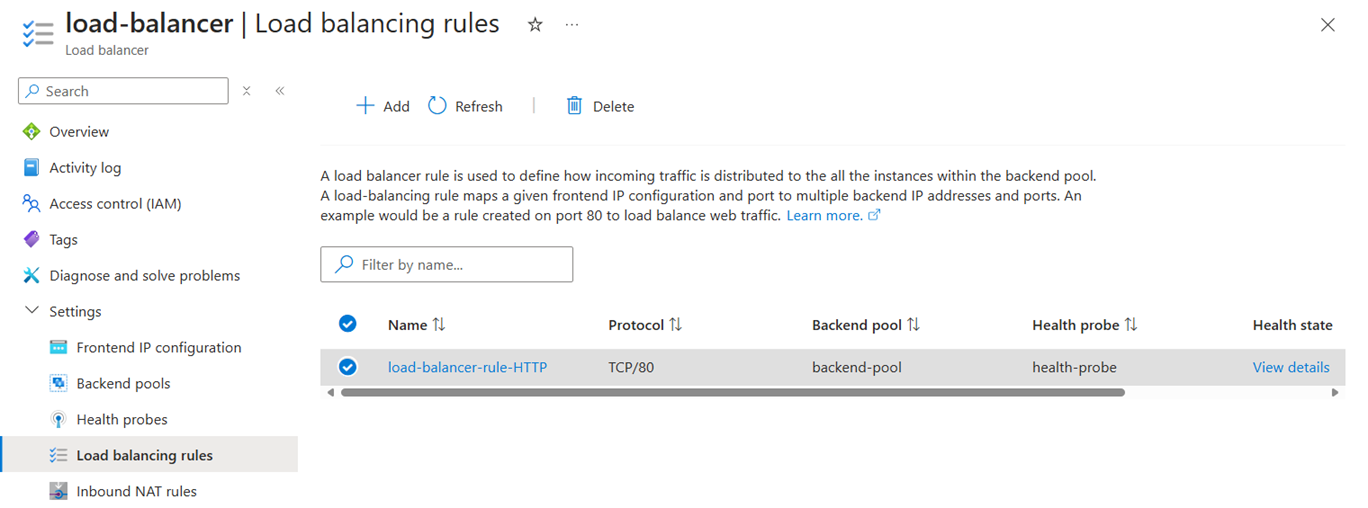 load-balancer | Load balancing rules
Load balancer
Search
Overview
Activity log
Access control (IAM)
Tags
Diagnose and solve problems
Settings
Frontend IP configuration
Backend pools
Health probes
Load balancing rules
Inbound NAT rules
Add Refresh Delete
A load balancer rule is used to define how incoming traffic is distributed to the all the instances within the backend pool.
A load-balancing rule maps a given frontend IP configuration and port to multiple backend IP addresses and ports. An
example would be a rule created on port 80 to load balance web traffic. Learn more.
Filter by name...
Name Protocol Backend pool Health probe Health state
load-balancer-rule-HTTP TCP/80 backend-pool health-probe View details